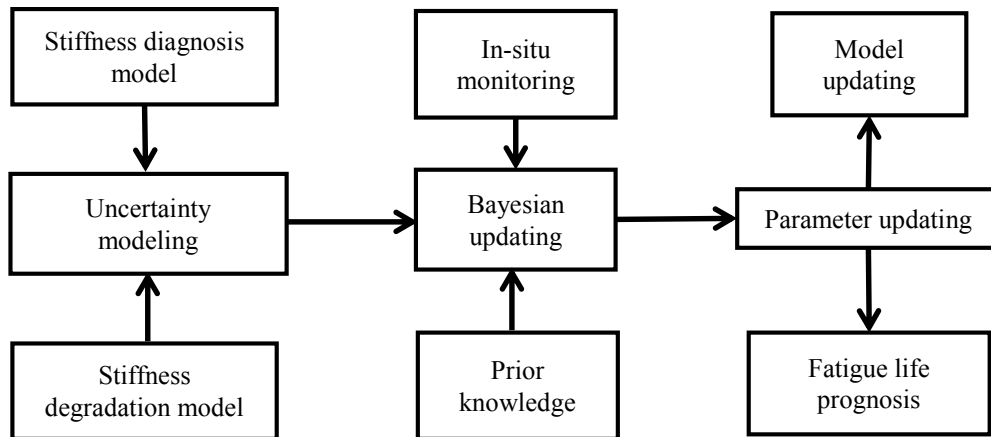 Stiffness diagnosis
model
In-situ
monitoring
Model
updating
Uncertainty
modeling
Bayesian
updating
Parameter updating
Stiffness
degradation model
Prior
knowledge
Fatigue life
prognosis